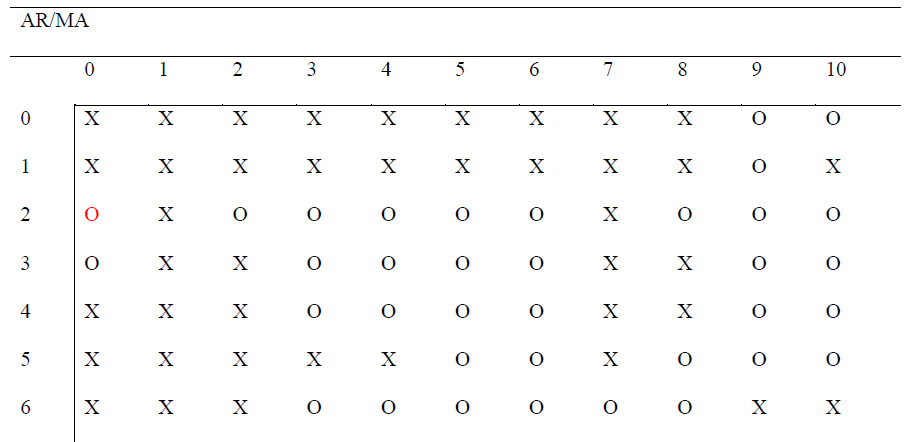 AR/MA
0 1 2 3 4 5 6 7 8 9 10
0 X X X X X X X X X O O
1 X X X X X X X X X O X
2 O X O O O O O X O O O
3 O X X O O O O X X O O
4 X X X O O O O X X O O
5 X X X X X O O X O O O
6 X X X O O O O O O X X